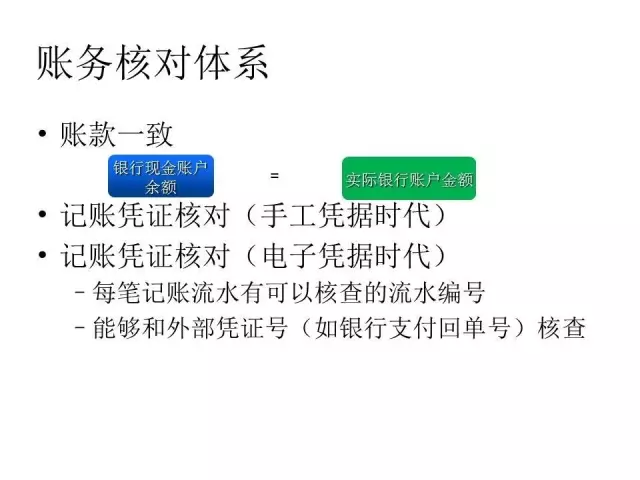 账务核对体系
• 账款一致
银行现金账户
余额
=
实际银行账户金额
• 记账凭证核对（手工凭据时代）
• 记账凭证核对（电子凭据时代）
–每笔记账流水有可以核查的流水编号
–能够和外部凭证号（如银行支付回单号）核查